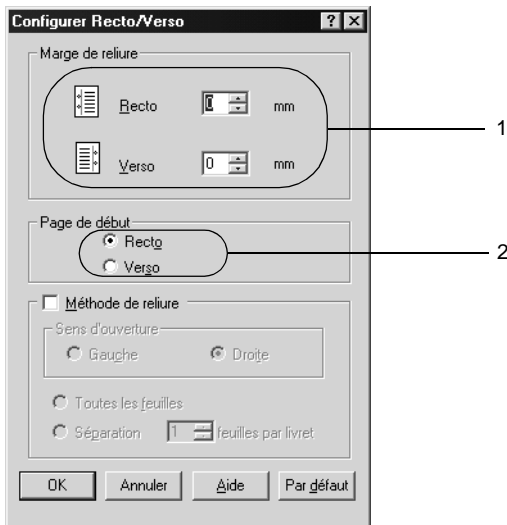 Configurer Recto/Verso
Marge de reliure
Recto 0 mm
1
Verso 0 mm
Page de début
Recto
2
Verso
Méthode de reliure
Sens d'ouverture
Gauche Droite
Toutes les feuilles
Séparation 1 feuilles par livret
OK Annuler Aide Par défaut